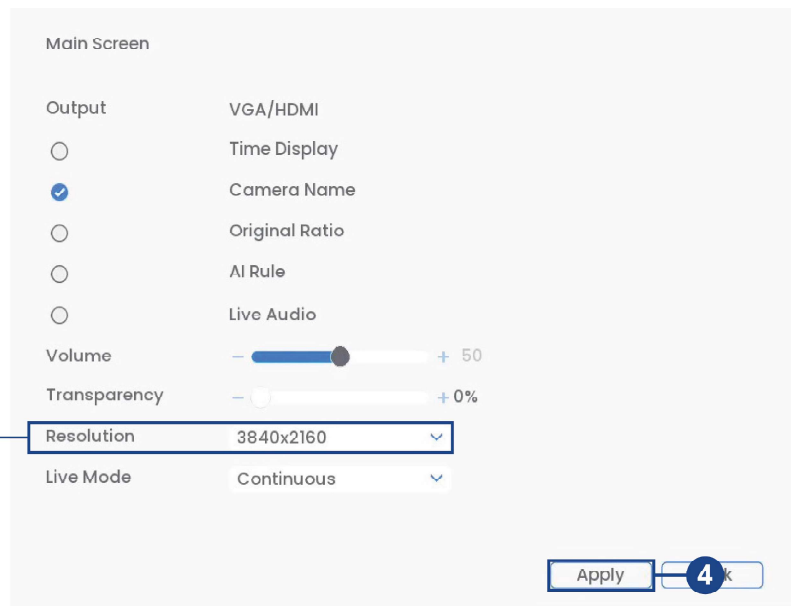 Main Screen
Output VGA/HDMI
Time Display
Camera Name
Original Ratio
AI Rule
Live Audio
Volume − + 50
Transparency − + 0%
Resolution 3840x2160
Live Mode Continuous
Apply 4 k